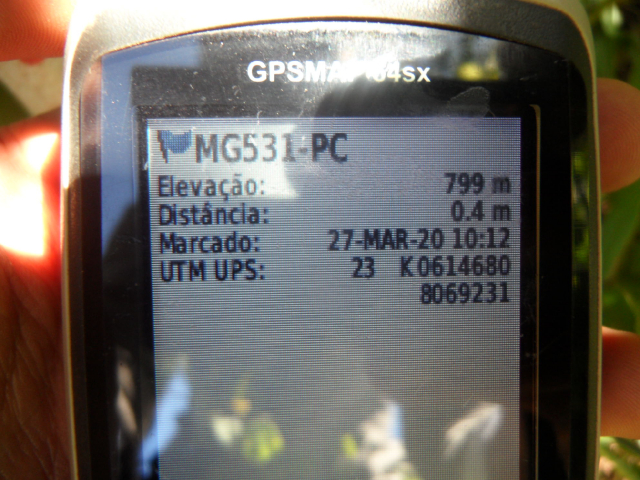 GPSMAP 64sx
MG531-PC
Elevação: 799 m
Distância: 0.4 m
Marcado: 27-MAR-20 10:12
UTM UPS: 23 K0614680
8069231